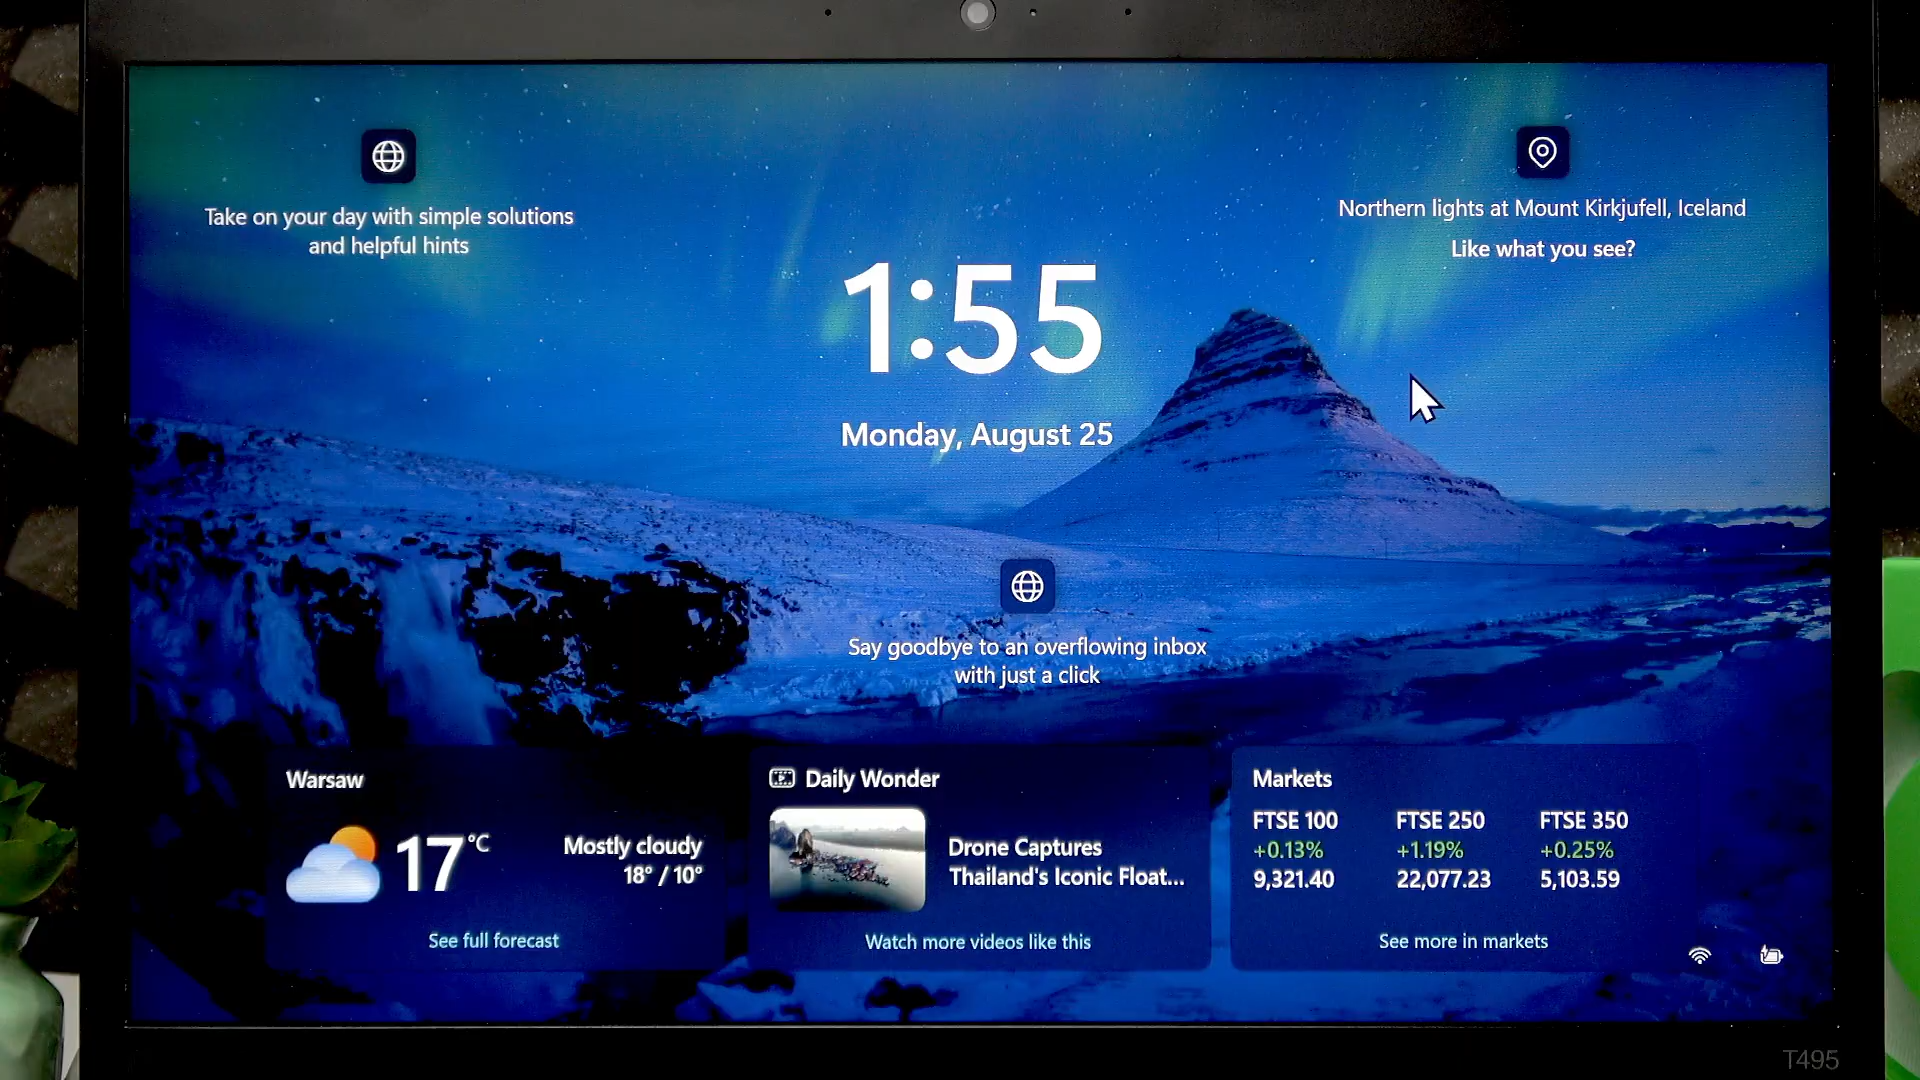 Take on your day with simple solutions
and helpful hints
Northern lights at Mount Kirkjufell, Iceland
Like what you see?
1:55
Monday, August 25
Say goodbye to an overflowing inbox
with just a click
Warsaw
17°C
Mostly cloudy
18° / 10°
See full forecast
Daily Wonder
Drone Captures
Thailand's Iconic Float...
Watch more videos like this
Markets
FTSE 100 FTSE 250 FTSE 350
+0.13% +1.19% +0.25%
9,321.40 22,077.23 5,103.59
See more in markets
T495